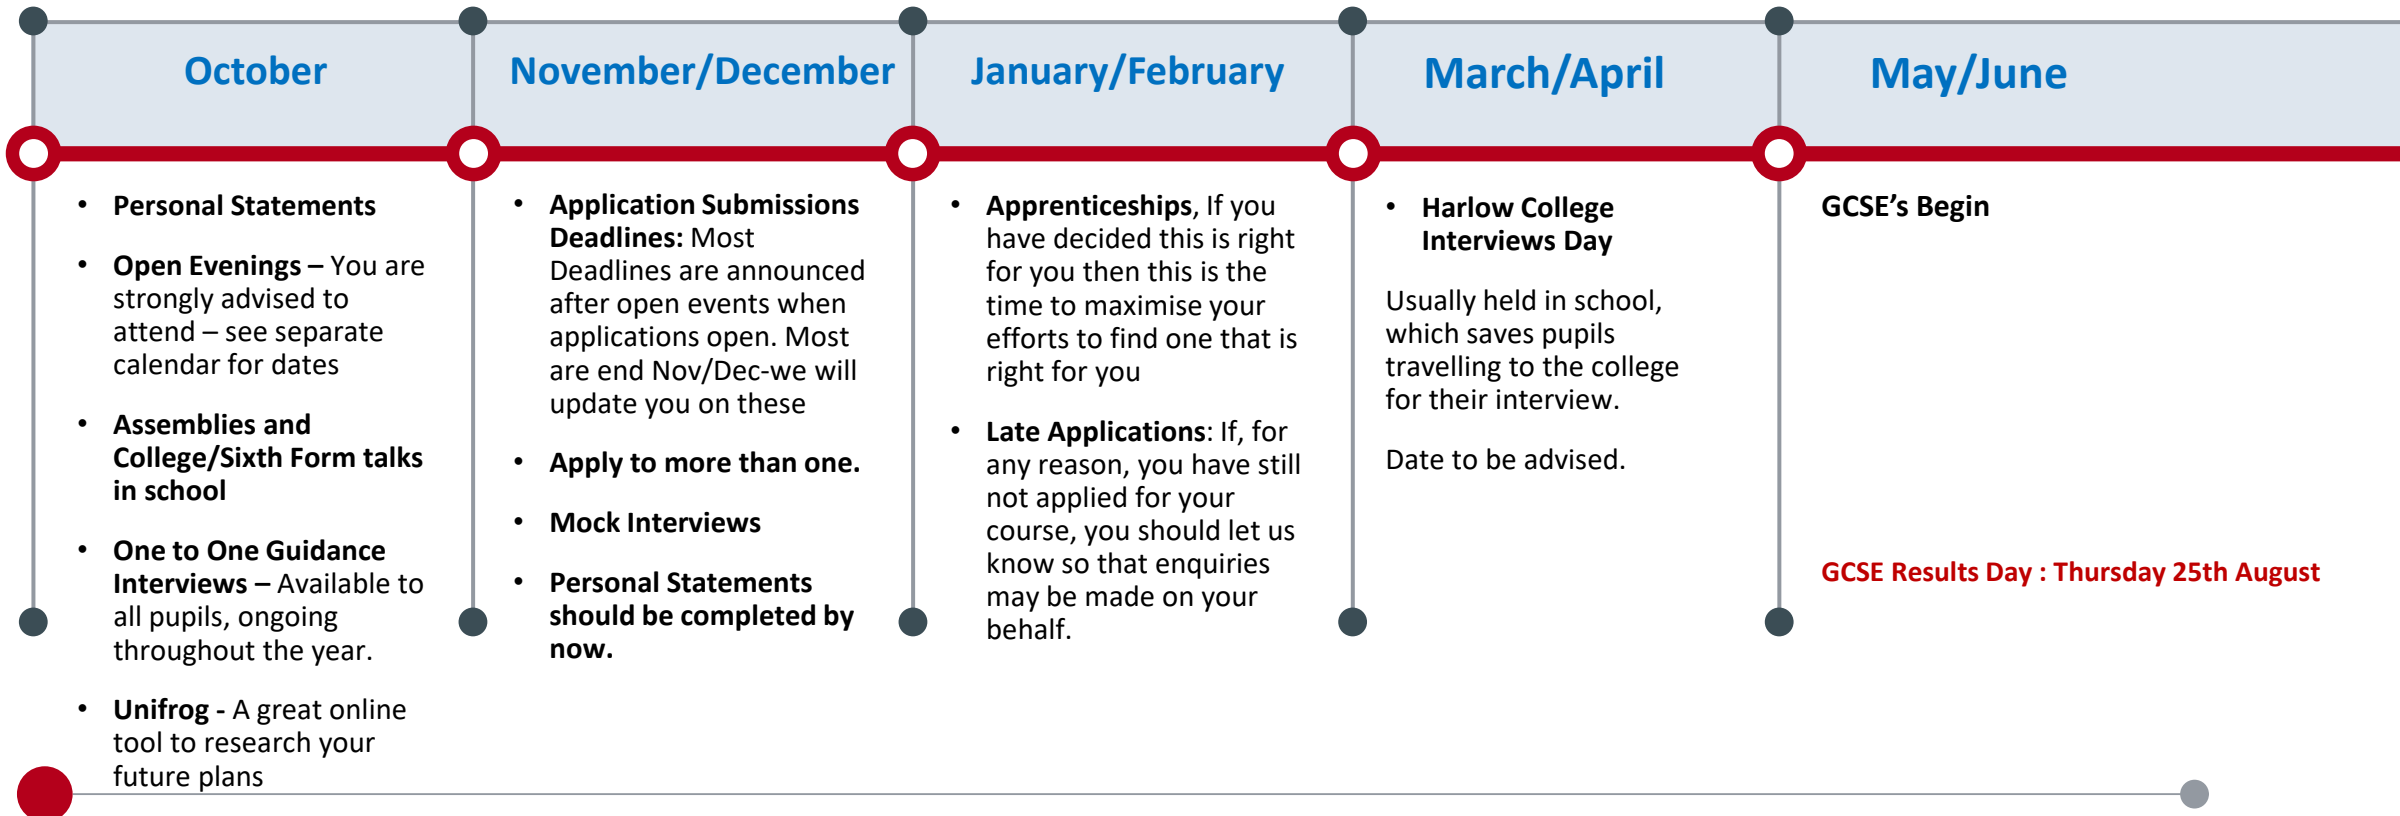 October
• Personal Statements
• Open Evenings – You are
strongly advised to
attend – see separate
calendar for dates
• Assemblies and
College/Sixth Form talks
in school
• One to One Guidance
Interviews – Available to
all pupils, ongoing
throughout the year.
• Unifrog - A great online
tool to research your
future plans
November/December
• Application Submissions
Deadlines: Most
Deadlines are announced
after open events when
applications open. Most
are end Nov/Dec-we will
update you on these
• Apply to more than one.
• Mock Interviews
• Personal Statements
should be completed by
now.
January/February
• Apprenticeships, If you
have decided this is right
for you then this is the
time to maximise your
efforts to find one that is
right for you
• Late Applications: If, for
any reason, you have still
not applied for your
course, you should let us
know so that enquiries
may be made on your
behalf.
March/April
• Harlow College
Interviews Day
Usually held in school,
which saves pupils
travelling to the college
for their interview.
Date to be advised.
May/June
GCSE’s Begin
GCSE Results Day : Thursday 25th August